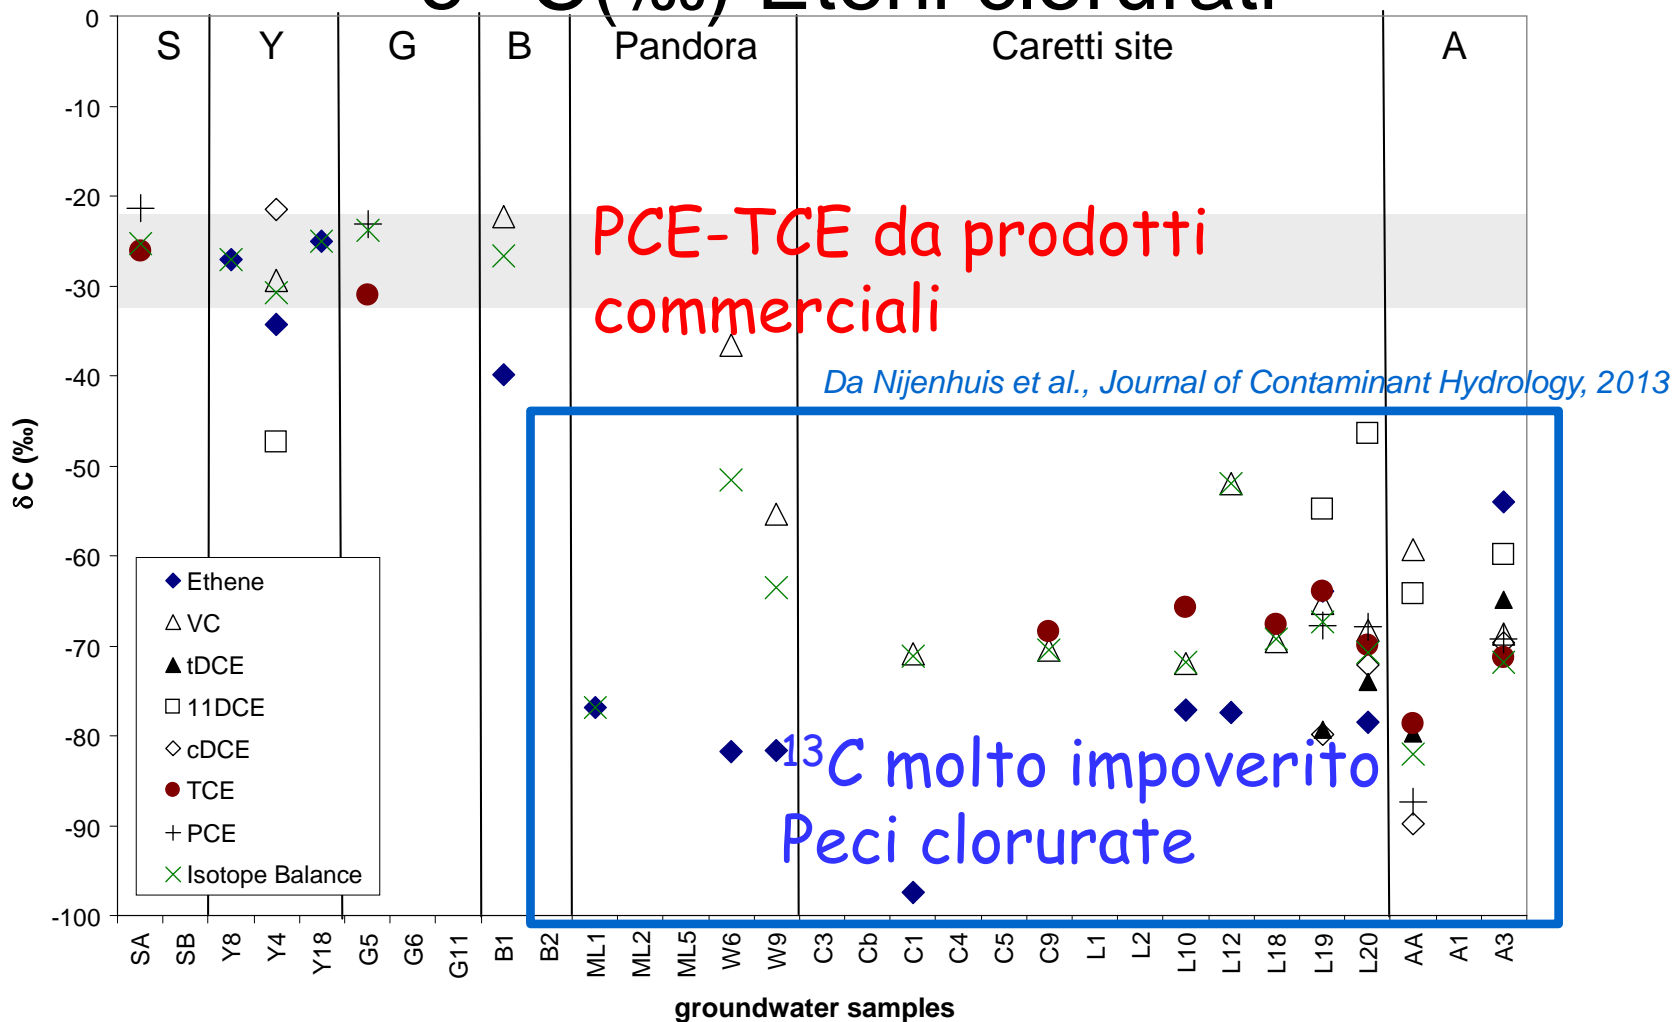 C(‰) Eteni clorurati
0
S Y G B Pandora Caretti site A
-10
-20
-30
-40
-50
-60
-70
-80
-90
-100
δ C (‰)
PCE-TCE da prodotti
commerciali
Da Nijenhuis et al., Journal of Contaminant Hydrology, 2013
Ethene
VC
tDCE
11DCE
cDCE
TCE
PCE
Isotope Balance
13C molto impoverito
Peci clorurate
SA SB Y8 Y4 Y18 G5 G6 G11 B1 B2 ML1 ML2 ML5 W6 W9 C3 Cb C1 C4 C5 C9 L1 L2 L10 L12 L18 L19 L20 AA A1 A3
groundwater samples